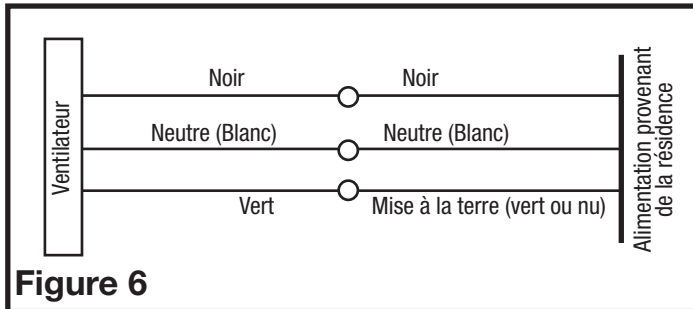 Ventilateur
Noir
Noir
Neutre (Blanc)
Neutre (Blanc)
Vert
Mise à la terre (vert ou nu)
Alimentation provenant
de la résidence
Figure 6